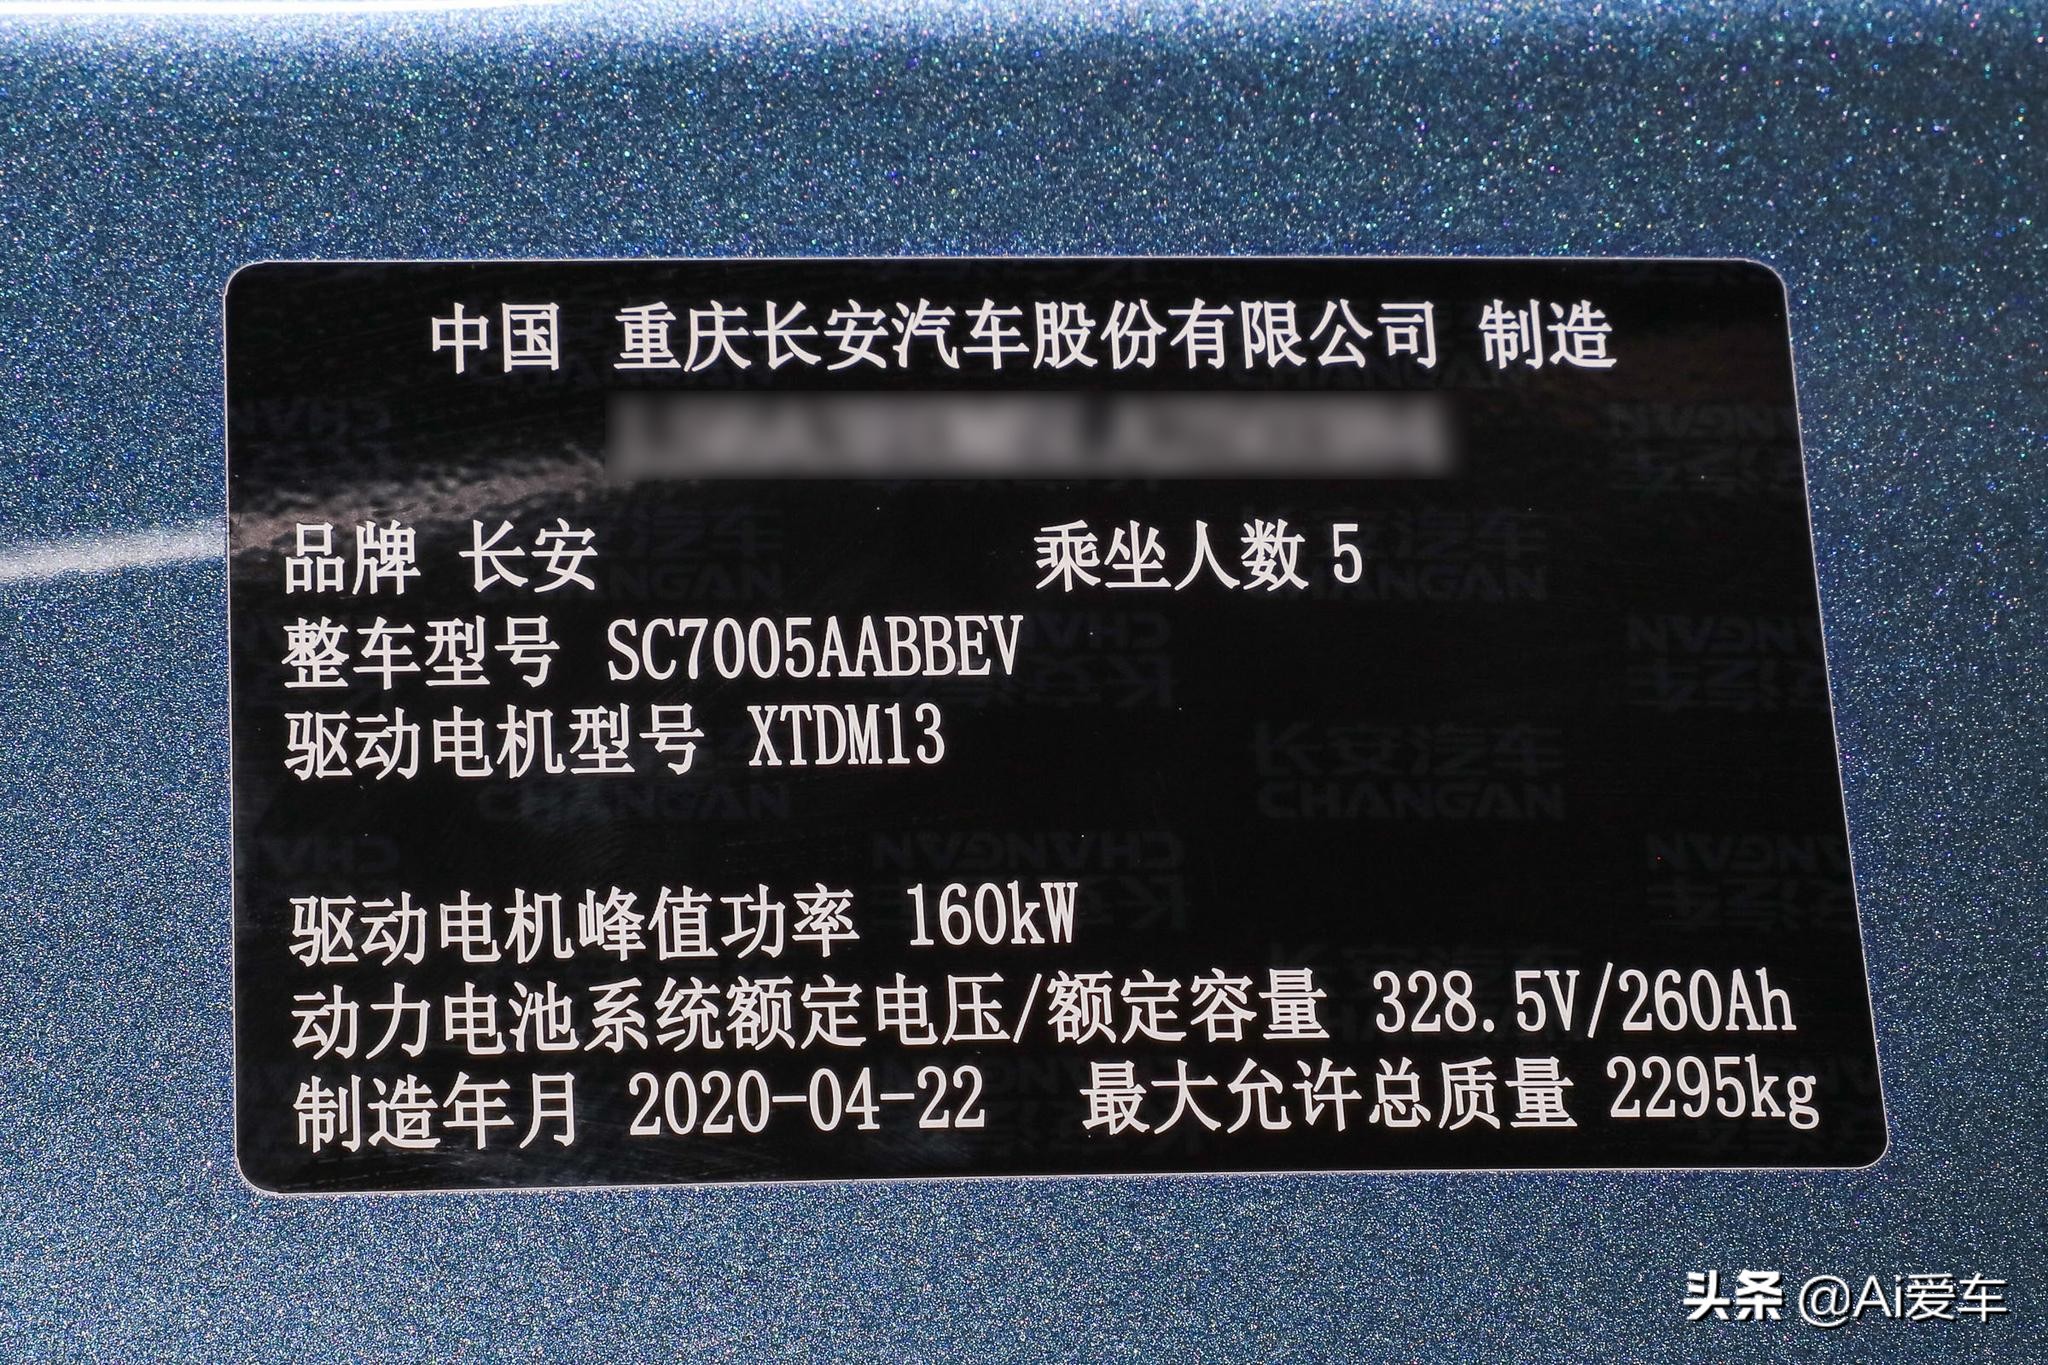 中国 重庆长安汽车股份有限公司 制造
品牌 长安 乘坐人数 5
整车型号 SC7005AABBEV
驱动电机型号 XTDM13
驱动电机峰值功率 160kW
动力电池系统额定电压/额定容量 328.5V/260Ah
制造年月 2020-04-22 最大允许总质量 2295kg
头条 @Ai爱车